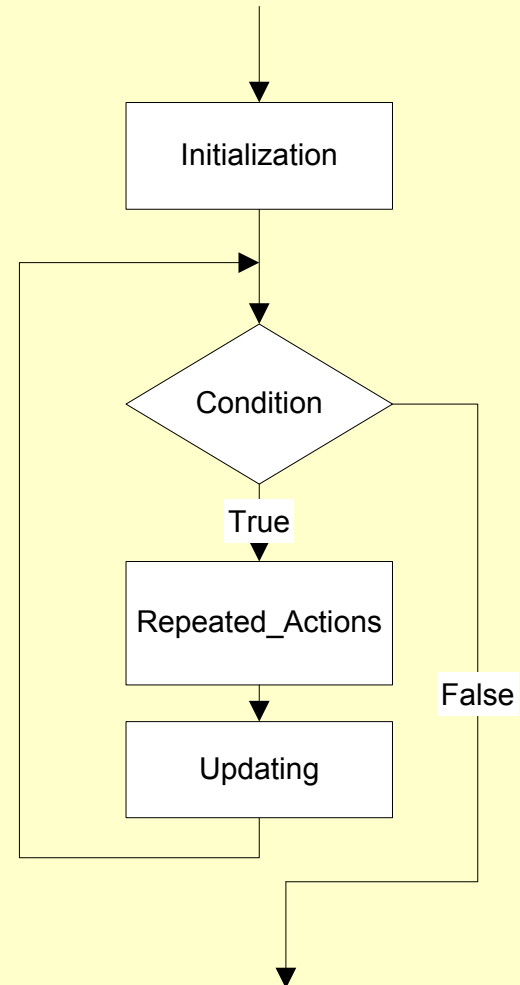 Initialization
Condition
True
Repeated_Actions
False
Updating